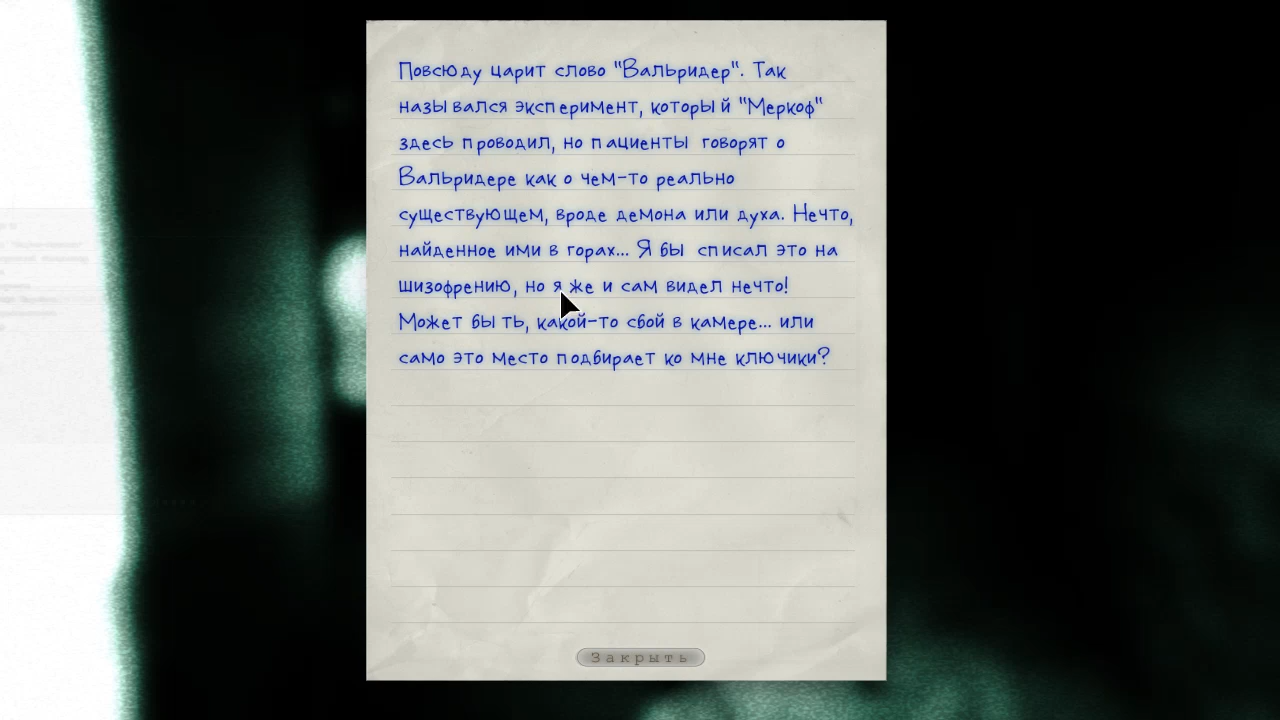 Повсюду царит слово "Вальридер". Так
назывался эксперимент, который "Меркоф"
здесь проводил, но пациенты говорят о
Вальридере как о чем-то реально
существующем, вроде демона или духа. Нечто,
найденное ими в горах... Я бы списал это на
шизофрению, но я же и сам видел нечто!
Может быть, какой-то сбой в камере... или
само это место подбирает ко мне ключики?
Закрыть